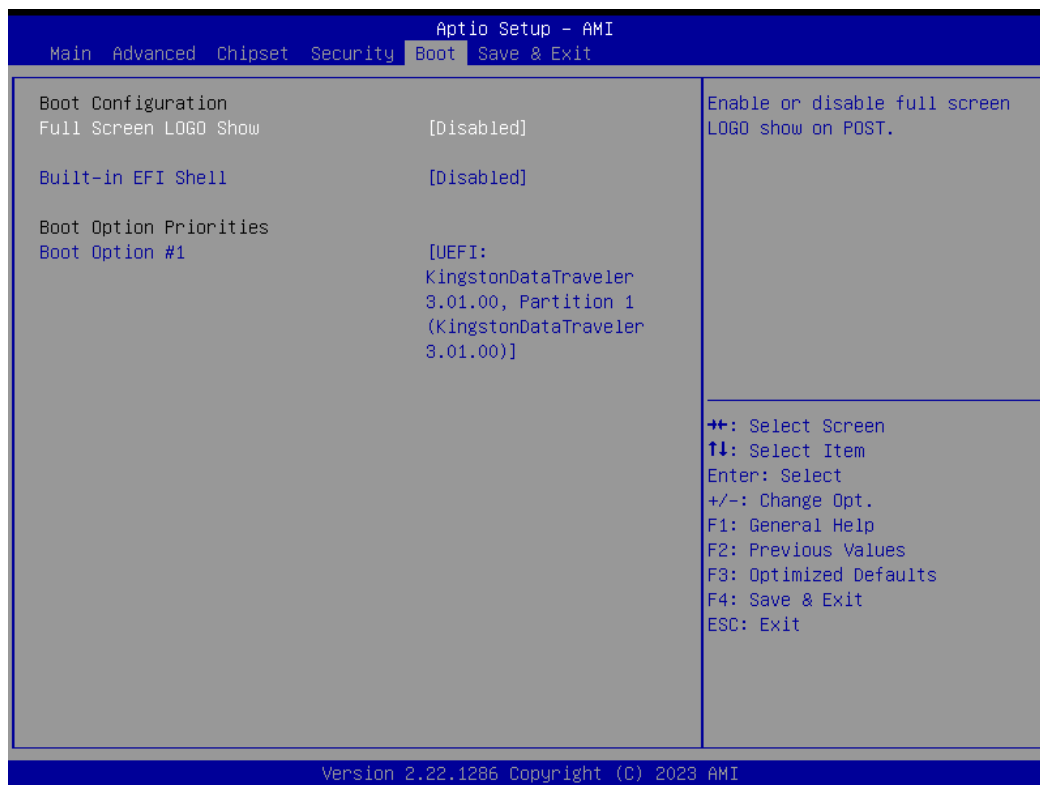 Aptio Setup – AMI
Main Advanced Chipset Security Boot Save & Exit
Boot Configuration
Full Screen LOGO Show [Disabled]
Built-in EFI Shell [Disabled]
Boot Option Priorities
Boot Option #1 [UEFI:
KingstonDataTraveler
3.01.00, Partition 1
(KingstonDataTraveler
3.01.00)]
Enable or disable full screen
LOGO show on POST.
→←: Select Screen
↑↓: Select Item
Enter: Select
+/-: Change Opt.
F1: General Help
F2: Previous Values
F3: Optimized Defaults
F4: Save & Exit
ESC: Exit
Version 2.22.1286 Copyright (C) 2023 AMI